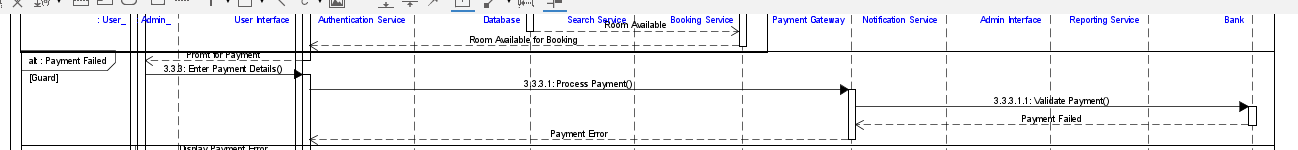 : User_
Admin_
User Interface
Authentication Service
Database
Search Service
Booking Service
Payment Gateway
Notification Service
Admin Interface
Reporting Service
Bank
Room Available
Room Available for Booking
Promt for Payment
alt : Payment Failed
3.3.3: Enter Payment Details()
[Guard]
3.3.3.1: Process Payment()
3.3.3.1.1: Validate Payment()
Payment Failed
Payment Error
Display Payment Error